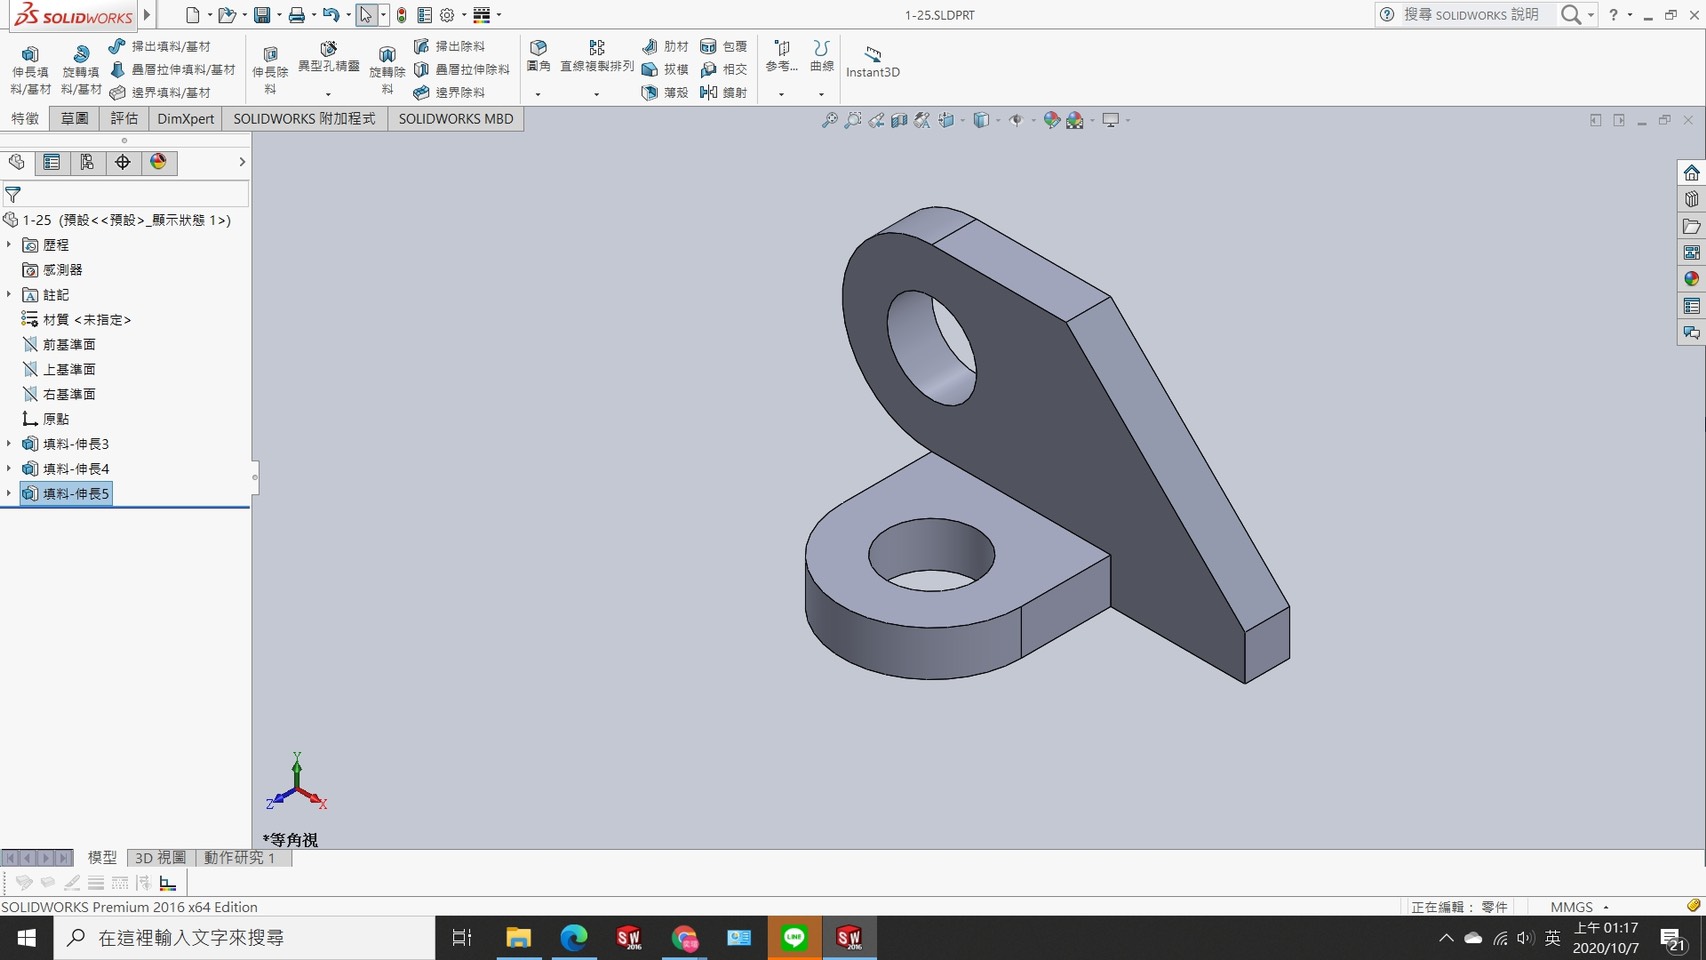 SOLIDWORKS
1-25.SLDPRT
搜尋 SOLIDWORKS 說明
伸長填料/基材
旋轉填料/基材
掃出填料/基材
疊層拉伸填料/基材
邊界填料/基材
伸長除料
異型孔精靈
旋轉除料
掃出除料
疊層拉伸除料
邊界除料
圓角
直線複製排列
肋材
拔模
薄殼
包覆
相交
鏡射
參考...
曲線
Instant3D
特徵
草圖
評估
DimXpert
SOLIDWORKS 附加程式
SOLIDWORKS MBD
1-25 (預設<<預設>_顯示狀態 1>)
歷程
感測器
註記
材質 <未指定>
前基準面
上基準面
右基準面
原點
填料-伸長3
填料-伸長4
填料-伸長5
Y
Z
X
*等角視
模型
3D 視圖
動作研究 1
SOLIDWORKS Premium 2016 x64 Edition
正在編輯： 零件
MMGS
在這裡輸入文字來搜尋
SW
2016
LINE
SW
2016
英
上午 01:17
2020/10/7
21